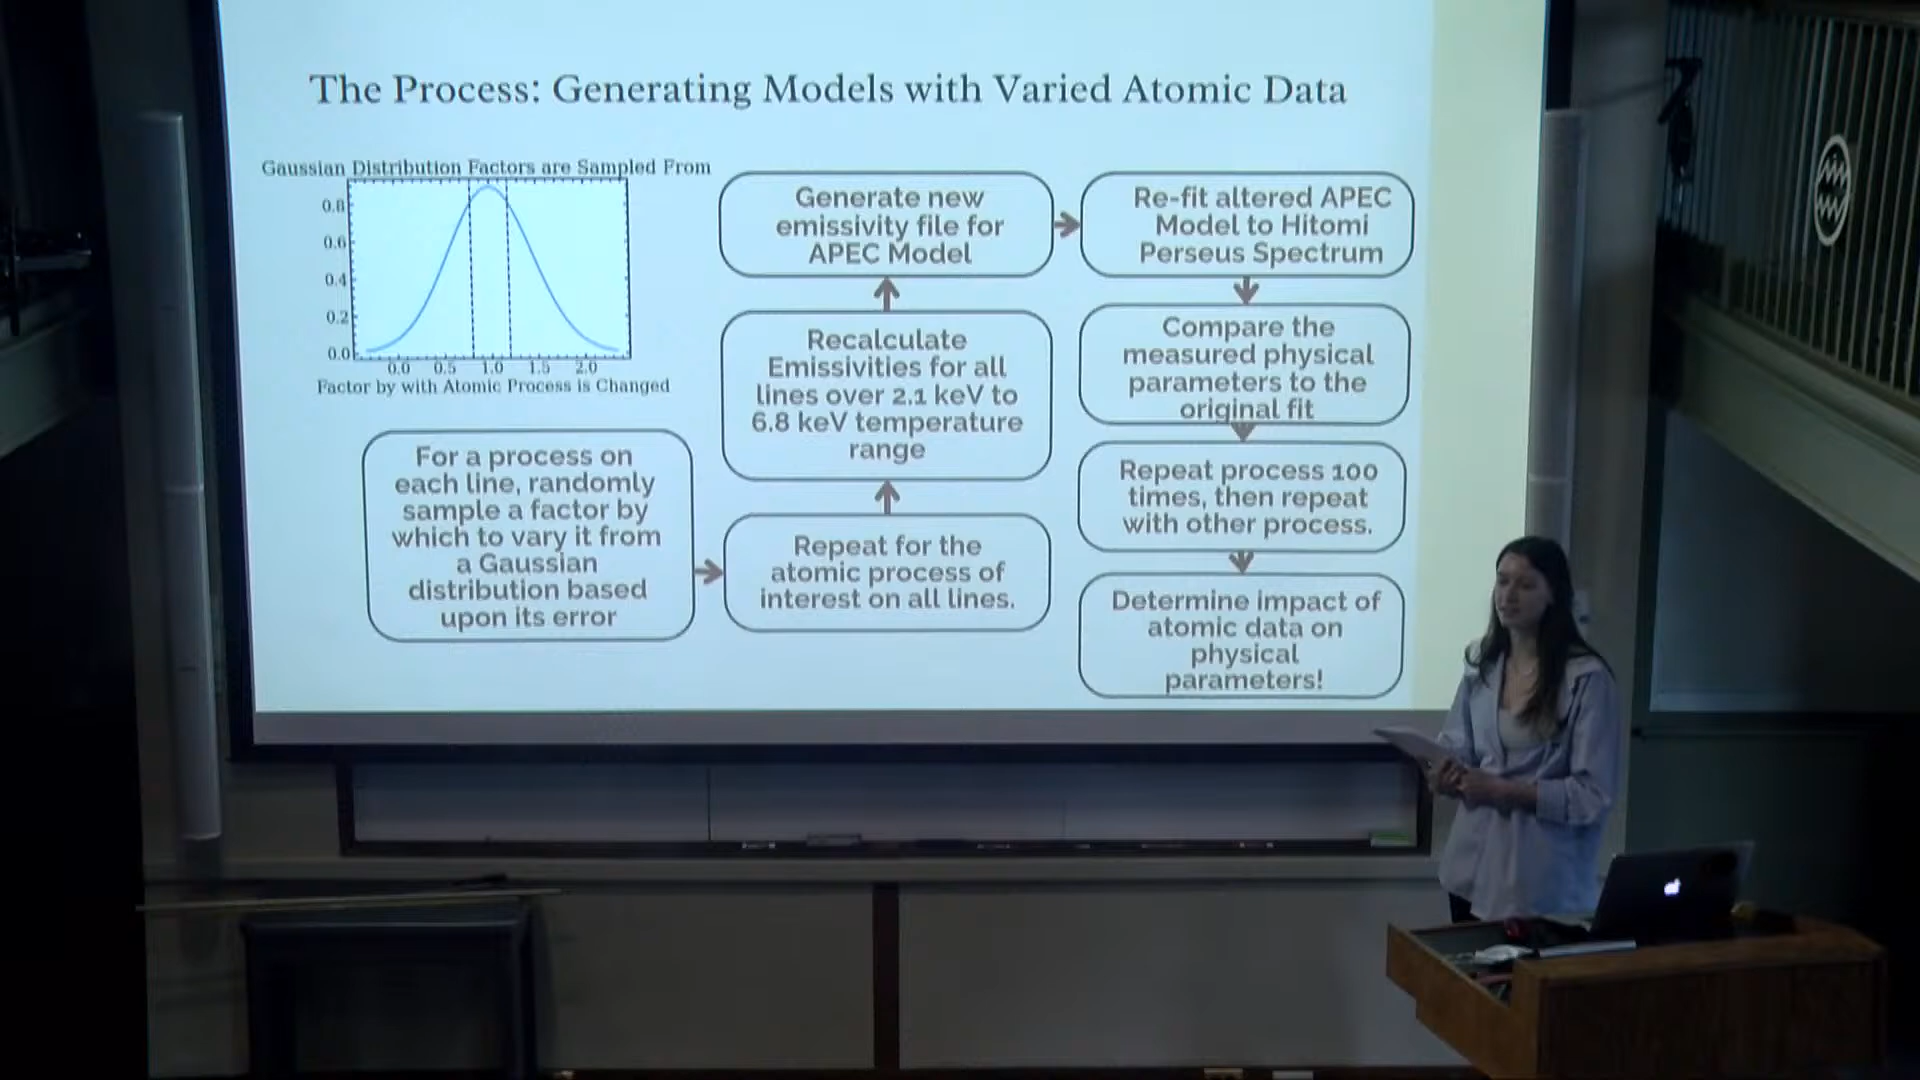 The Process: Generating Models with Varied Atomic Data
Gaussian Distribution Factors are Sampled From
0.8
0.6
0.4
0.2
0.0
0.0 0.5 1.0 1.5 2.0
Factor by with Atomic Process is Changed
For a process on
each line, randomly
sample a factor by
which to vary it from
a Gaussian
distribution based
upon its error
Repeat for the
atomic process of
interest on all lines.
Recalculate
Emissivities for all
lines over 2.1 keV to
6.8 keV temperature
range
Generate new
emissivity file for
APEC Model
Re-fit altered APEC
Model to Hitomi
Perseus Spectrum
Compare the
measured physical
parameters to the
original fit
Repeat process 100
times, then repeat
with other process.
Determine impact of
atomic data on
physical
parameters!